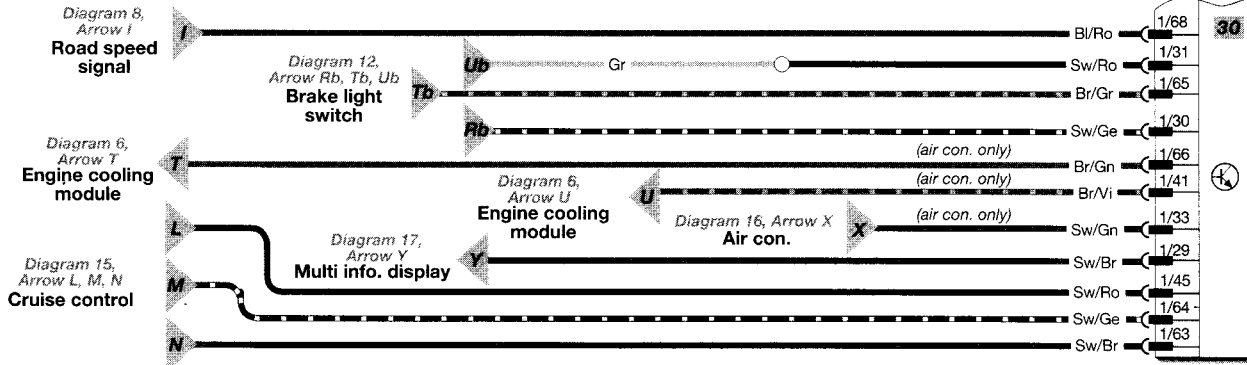 Diagram 8,
Arrow I
Road speed
signal
I
Bl/Ro
1/68
30
Diagram 12,
Arrow Rb, Tb, Ub
Brake light
switch
Ub
Gr
Sw/Ro
1/31
Tb
Br/Gr
1/65
Rb
Sw/Ge
1/30
Diagram 6,
Arrow T
Engine cooling
module
T
(air con. only)
Br/Gn
1/66
Diagram 6,
Arrow U
Engine cooling
module
U
(air con. only)
Br/Vi
1/41
Diagram 16, Arrow X
Air con.
X
(air con. only)
Sw/Gn
1/33
Diagram 17,
Arrow Y
Multi info. display
Y
Sw/Br
1/29
Diagram 15,
Arrow L, M, N
Cruise control
L
Sw/Ro
1/45
M
Sw/Ge
1/64
N
Sw/Br
1/63